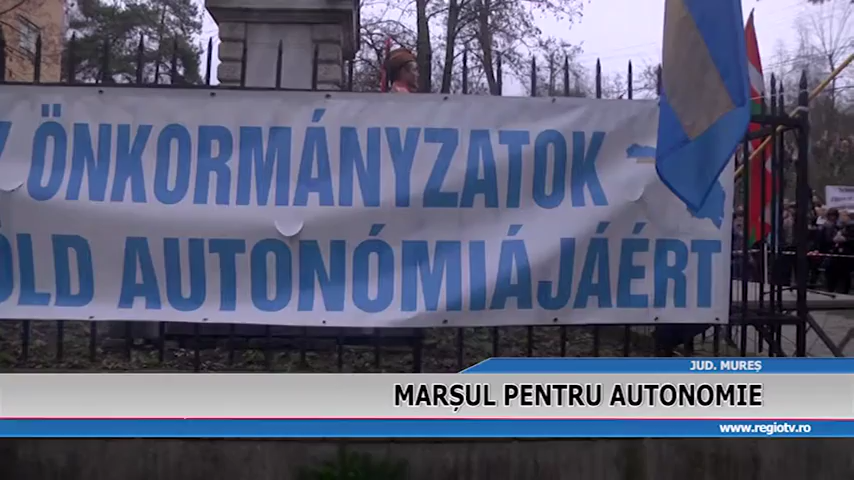 ÖNKORMÁNYZATOK
AUTONÓMIÁJÁÉRT
JUD. MUREȘ
MARȘUL PENTRU AUTONOMIE
www.regiotv.ro